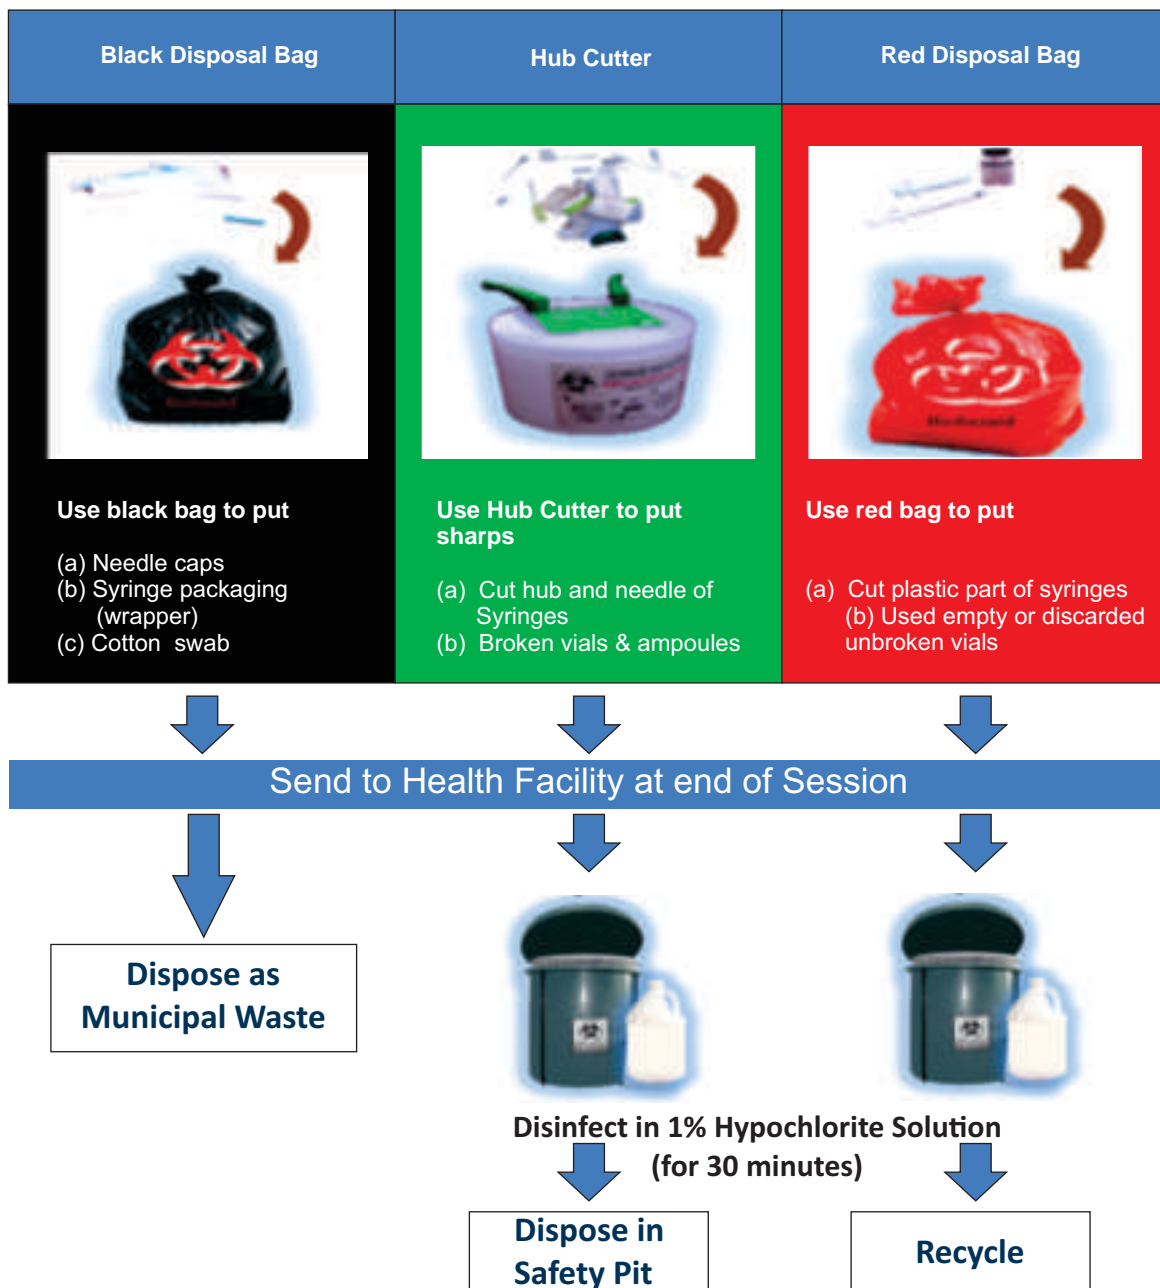 Black Disposal Bag
Hub Cutter
Red Disposal Bag
Use black bag to put
(a) Needle caps
(b) Syringe packaging
(wrapper)
(c) Cotton swab
Use Hub Cutter to put
sharps
(a) Cut hub and needle of
Syringes
(b) Broken vials & ampoules
Use red bag to put
(a) Cut plastic part of syringes
(b) Used empty or discarded
unbroken vials
Send to Health Facility at end of Session
Dispose as
Municipal Waste
Disinfect in 1% Hypochlorite Solution
(for 30 minutes)
Dispose in
Safety Pit
Recycle